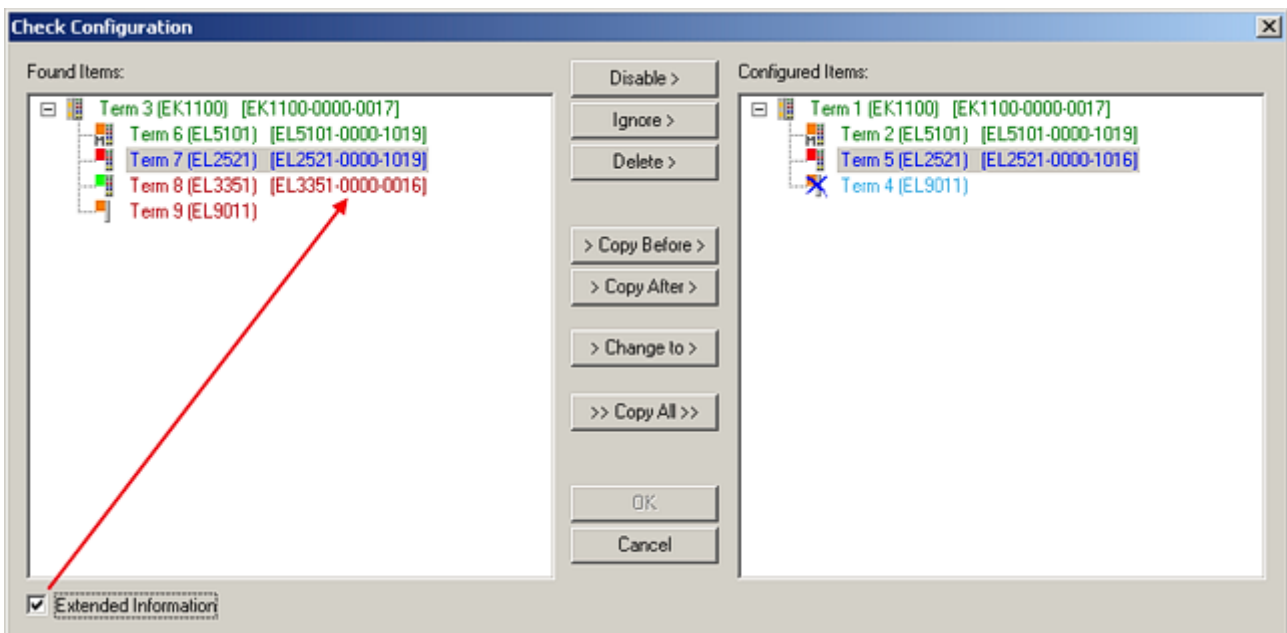 Check Configuration
Found Items:
Term 3 (EK1100) [EK1100-0000-0017]
Term 6 (EL5101) [EL5101-0000-1019]
Term 7 (EL2521) [EL2521-0000-1019]
Term 8 (EL3351) [EL3351-0000-0016]
Term 9 (EL9011)
Disable >
Ignore >
Delete >
> Copy Before >
> Copy After >
> Change to >
>> Copy All >>
OK
Cancel
Configured Items:
Term 1 (EK1100) [EK1100-0000-0017]
Term 2 (EL5101) [EL5101-0000-1019]
Term 5 (EL2521) [EL2521-0000-1016]
Term 4 (EL9011)
Extended Information